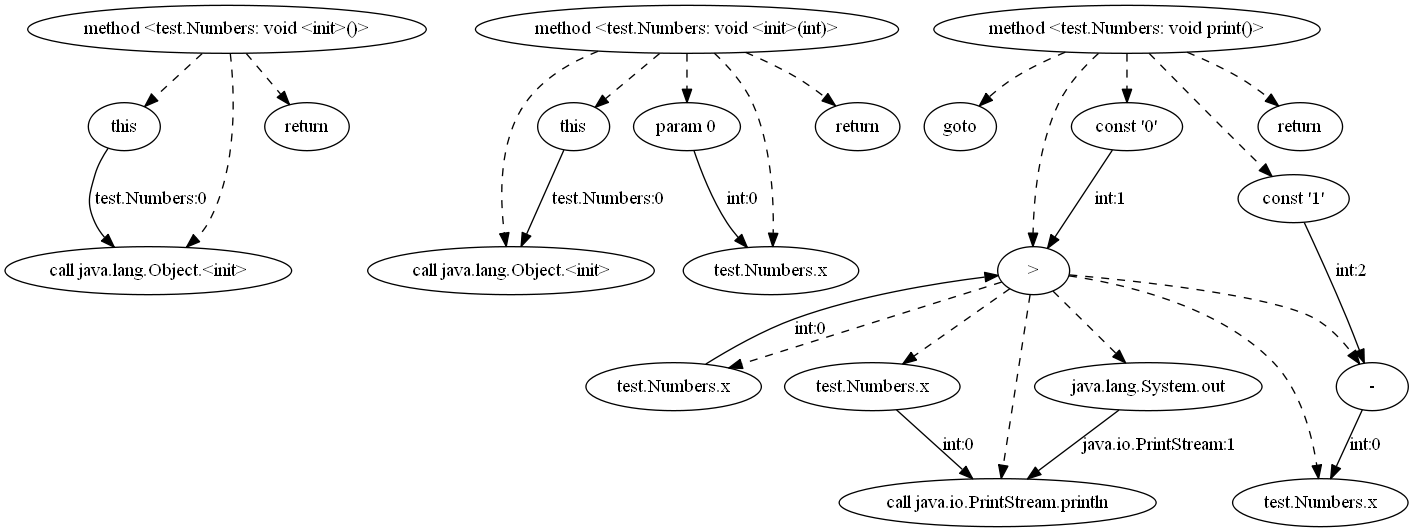 method <test.Numbers: void <init>()>
method <test.Numbers: void <init>(int)>
method <test.Numbers: void print()>
this
return
this
param 0
return
goto
const '0'
return
test.Numbers:0
test.Numbers:0
int:0
int:1
const '1'
call java.lang.Object.<init>
call java.lang.Object.<init>
test.Numbers.x
>
int:2
int:0
test.Numbers.x
test.Numbers.x
java.lang.System.out
-
int:0
java.io.PrintStream:1
int:0
call java.io.PrintStream.println
test.Numbers.x